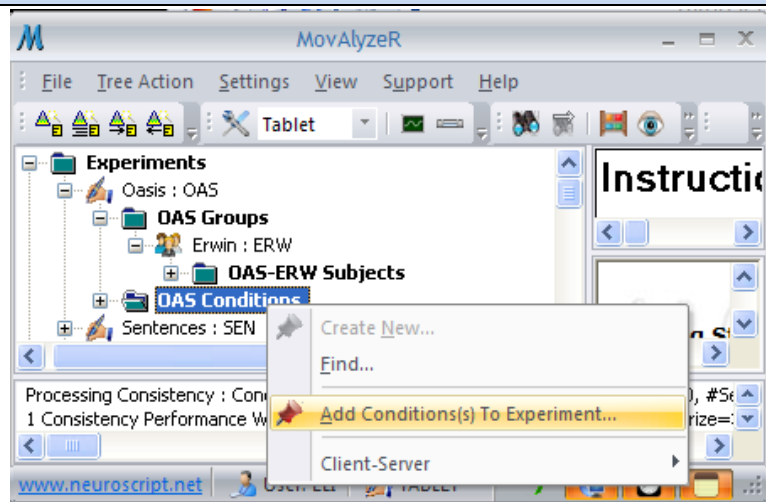 MovAlyzeR
File Tree Action Settings View Support Help
Tablet
Experiments
Oasis : OAS
OAS Groups
Erwin : ERW
OAS-ERW Subjects
OAS Conditions
Sentences : SEN
Create New...
Find...
Add Conditions(s) To Experiment...
Client-Server
Processing Consistency :
1 Consistency Performance
www.neuroscript.net User: TABLET